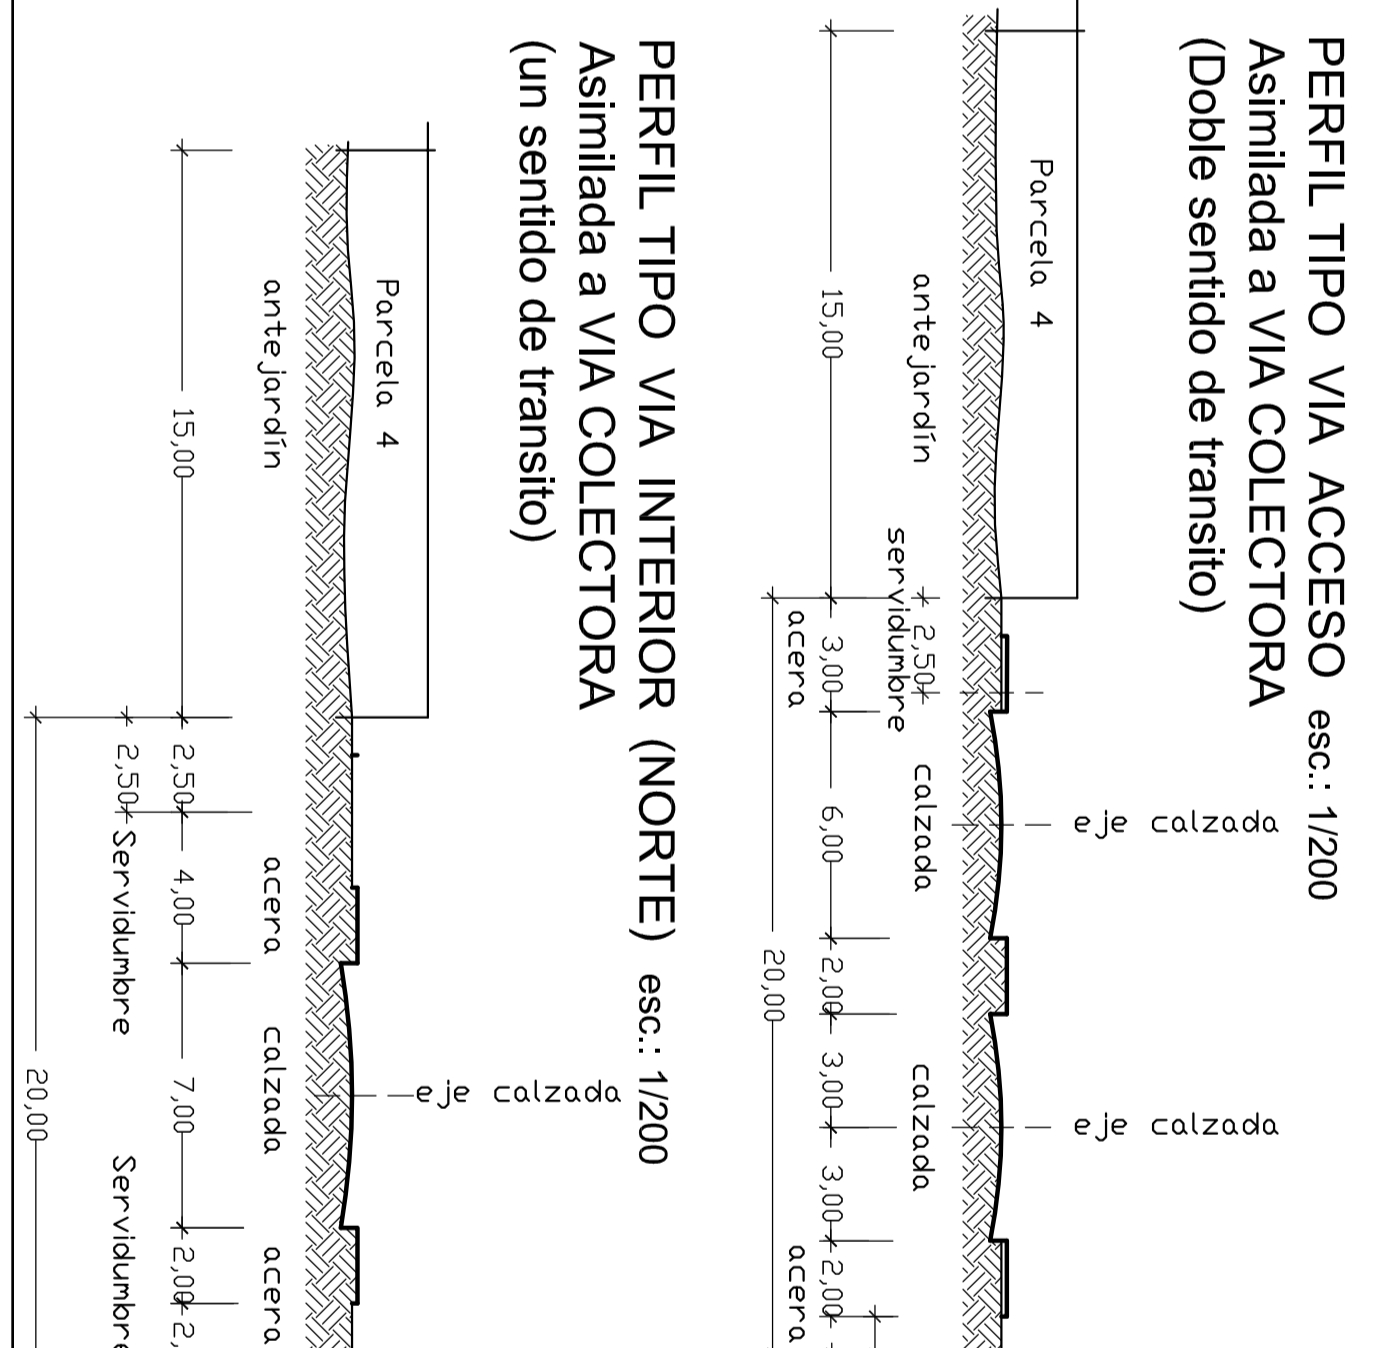 PERFIL TIPO VIA ACCESO esc.: 1/200
Asimilada a VIA COLECTORA
(Doble sentido de transito)
eje calzada
eje calzada
Parcela 4
antejardín
2,50
calzada
calzada
servidumbre
15,00
3,00
6,00
2,00
3,00
3,00
2,00
acera
acera
20,00
PERFIL TIPO VIA INTERIOR (NORTE) esc.: 1/200
Asimilada a VIA COLECTORA
(un sentido de transito)
eje calzada
Parcela 4
antejardín
acera
calzada
acera
15,00
2,50
4,00
7,00
2,00
2,
2,50
Servidumbre
Servidumbre
20,00